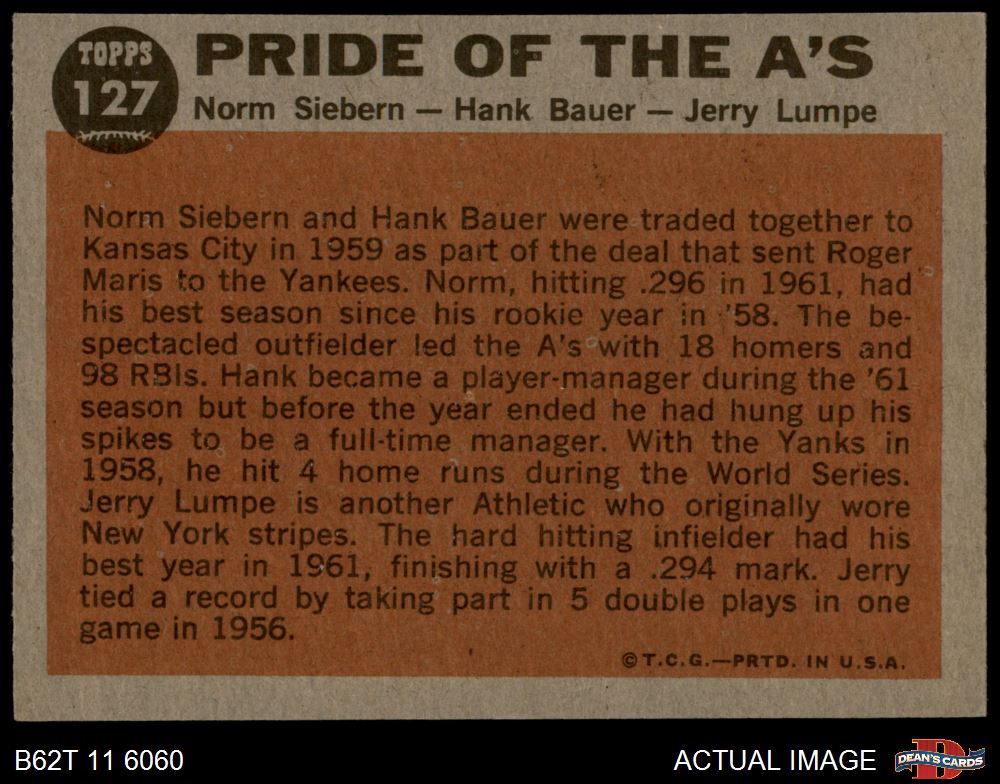 TOPPS
127
PRIDE OF THE A'S
Norm Siebern — Hank Bauer — Jerry Lumpe
Norm Siebern and Hank Bauer were traded together to
Kansas City in 1959 as part of the deal that sent Roger
Maris to the Yankees. Norm, hitting .296 in 1961, had
his best season since his rookie year in '58. The be-
spectacled outfielder led the A's with 18 homers and
98 RBIs. Hank became a player-manager during the '61
season but before the year ended he had hung up his
spikes to be a full-time manager. With the Yanks in
1958, he hit 4 home runs during the World Series.
Jerry Lumpe is another Athletic who originally wore
New York stripes. The hard hitting infielder had his
best year in 1961, finishing with a .294 mark. Jerry
tied a record by taking part in 5 double plays in one
game in 1956.
©T.C.G.—PRTD. IN U.S.A.
B62T 11 6060
ACTUAL IMAGE
D
DEAN'S CARDS